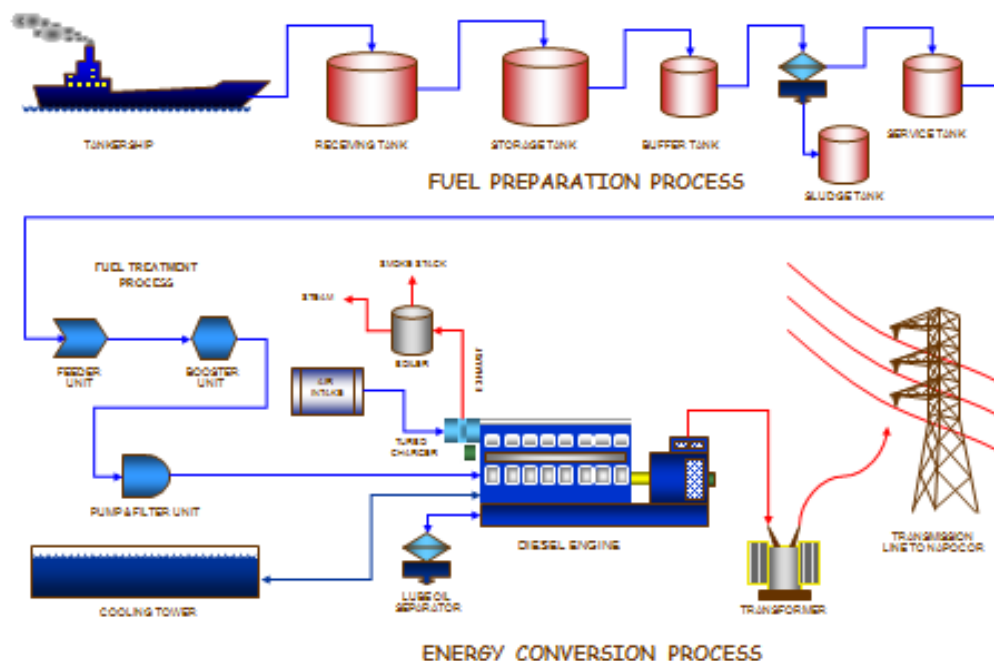 TANKERSHIP
RECEIVING TANK
STORAGE TANK
BUFFER TANK
SERVICE TANK
SLUDGE TANK
FUEL PREPARATION PROCESS
FUEL TREATMENT
PROCESS
SMOKE STACK
STEAM
BOILER
EXHAUST
FEEDER
UNIT
BOOSTER
UNIT
AIR
INTAKE
TURBO
CHARGER
PUMP & FILTER UNIT
DIESEL ENGINE
TRANSMISSION
LINE TO NAPOCOR
COOLING TOWER
LUBE OIL
SEPARATOR
TRANSFORMER
ENERGY CONVERSION PROCESS